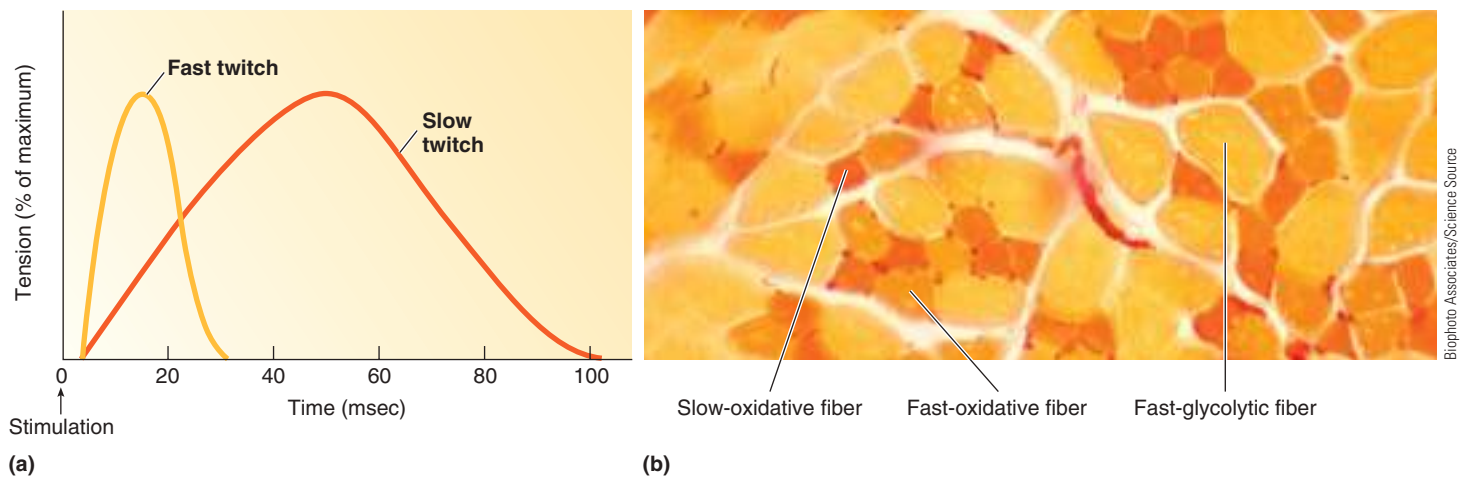 Tension (% of maximum)
Fast twitch
Slow
twitch
0
20
40
60
80
100
Time (msec)
Stimulation
(a)
Slow-oxidative fiber
Fast-oxidative fiber
Fast-glycolytic fiber
Biophoto Associates/Science Source
(b)